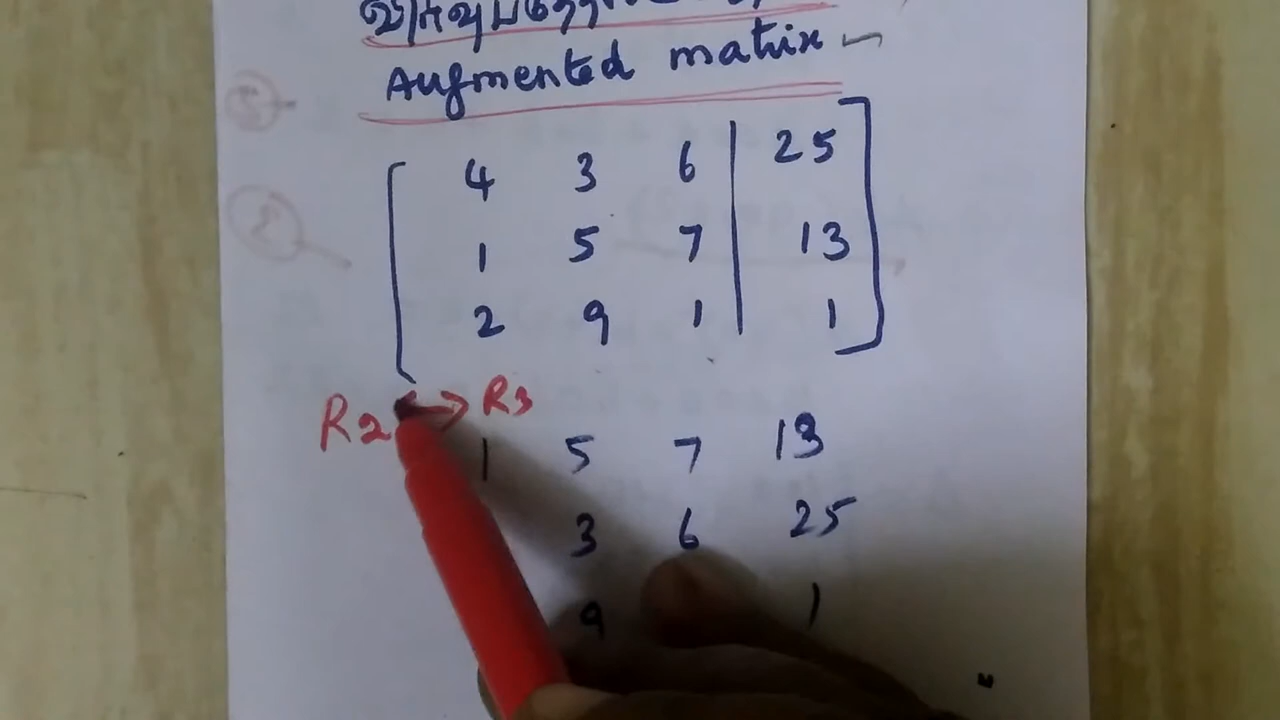 Augmented matrix
4 3 6 25
1 5 7 13
2 9 1 1
R2 ↔ R3
1 5 7 13
3 6 25
9 1